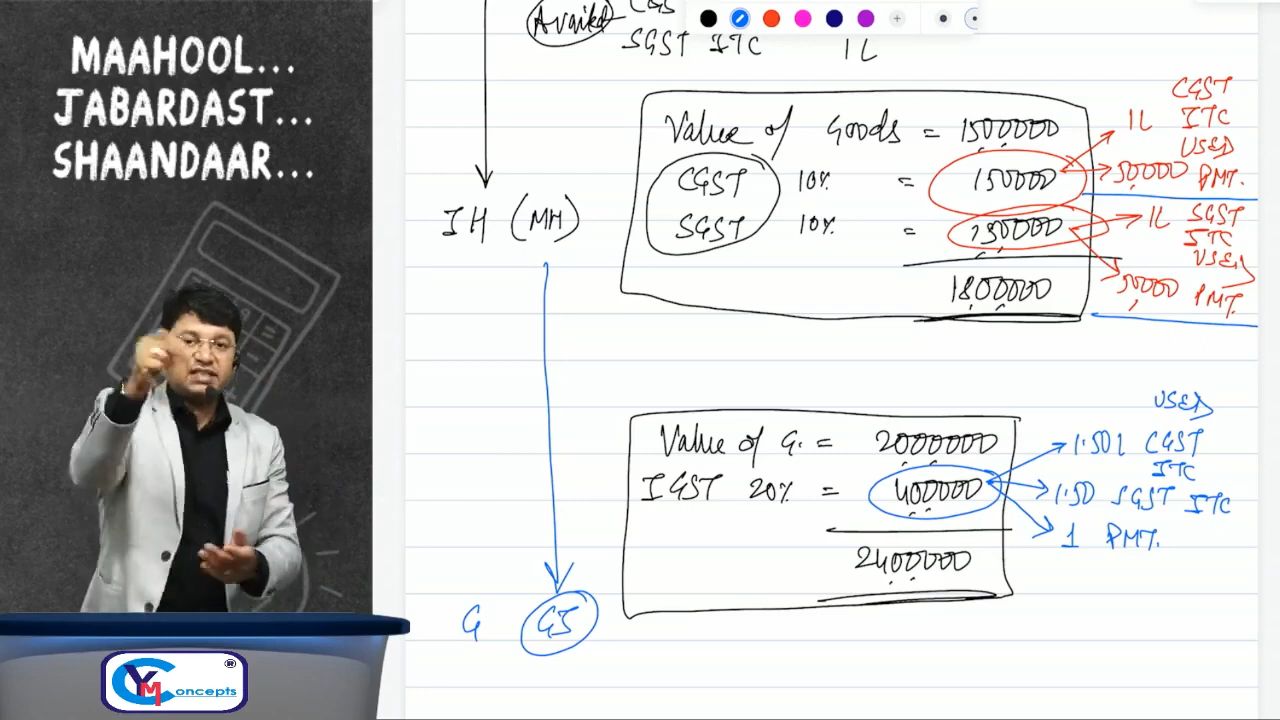 MAAHOOL...
JABARDAST...
SHAANDAAR...
Availed
SGST ITC 1L
Value of Goods = 1500000
CGST 10% = 150000
SGST 10% = 150000
1800000
1L CGST ITC USED
50000 PMT.
1L SGST ITC USED
50000 PMT.
IH (MH)
Value of G. = 2000000
IGST 20% = 400000
2400000
USED
1.50L CGST ITC
1.50 SGST ITC
1 PMT.
G GJ
CYM Concepts ®